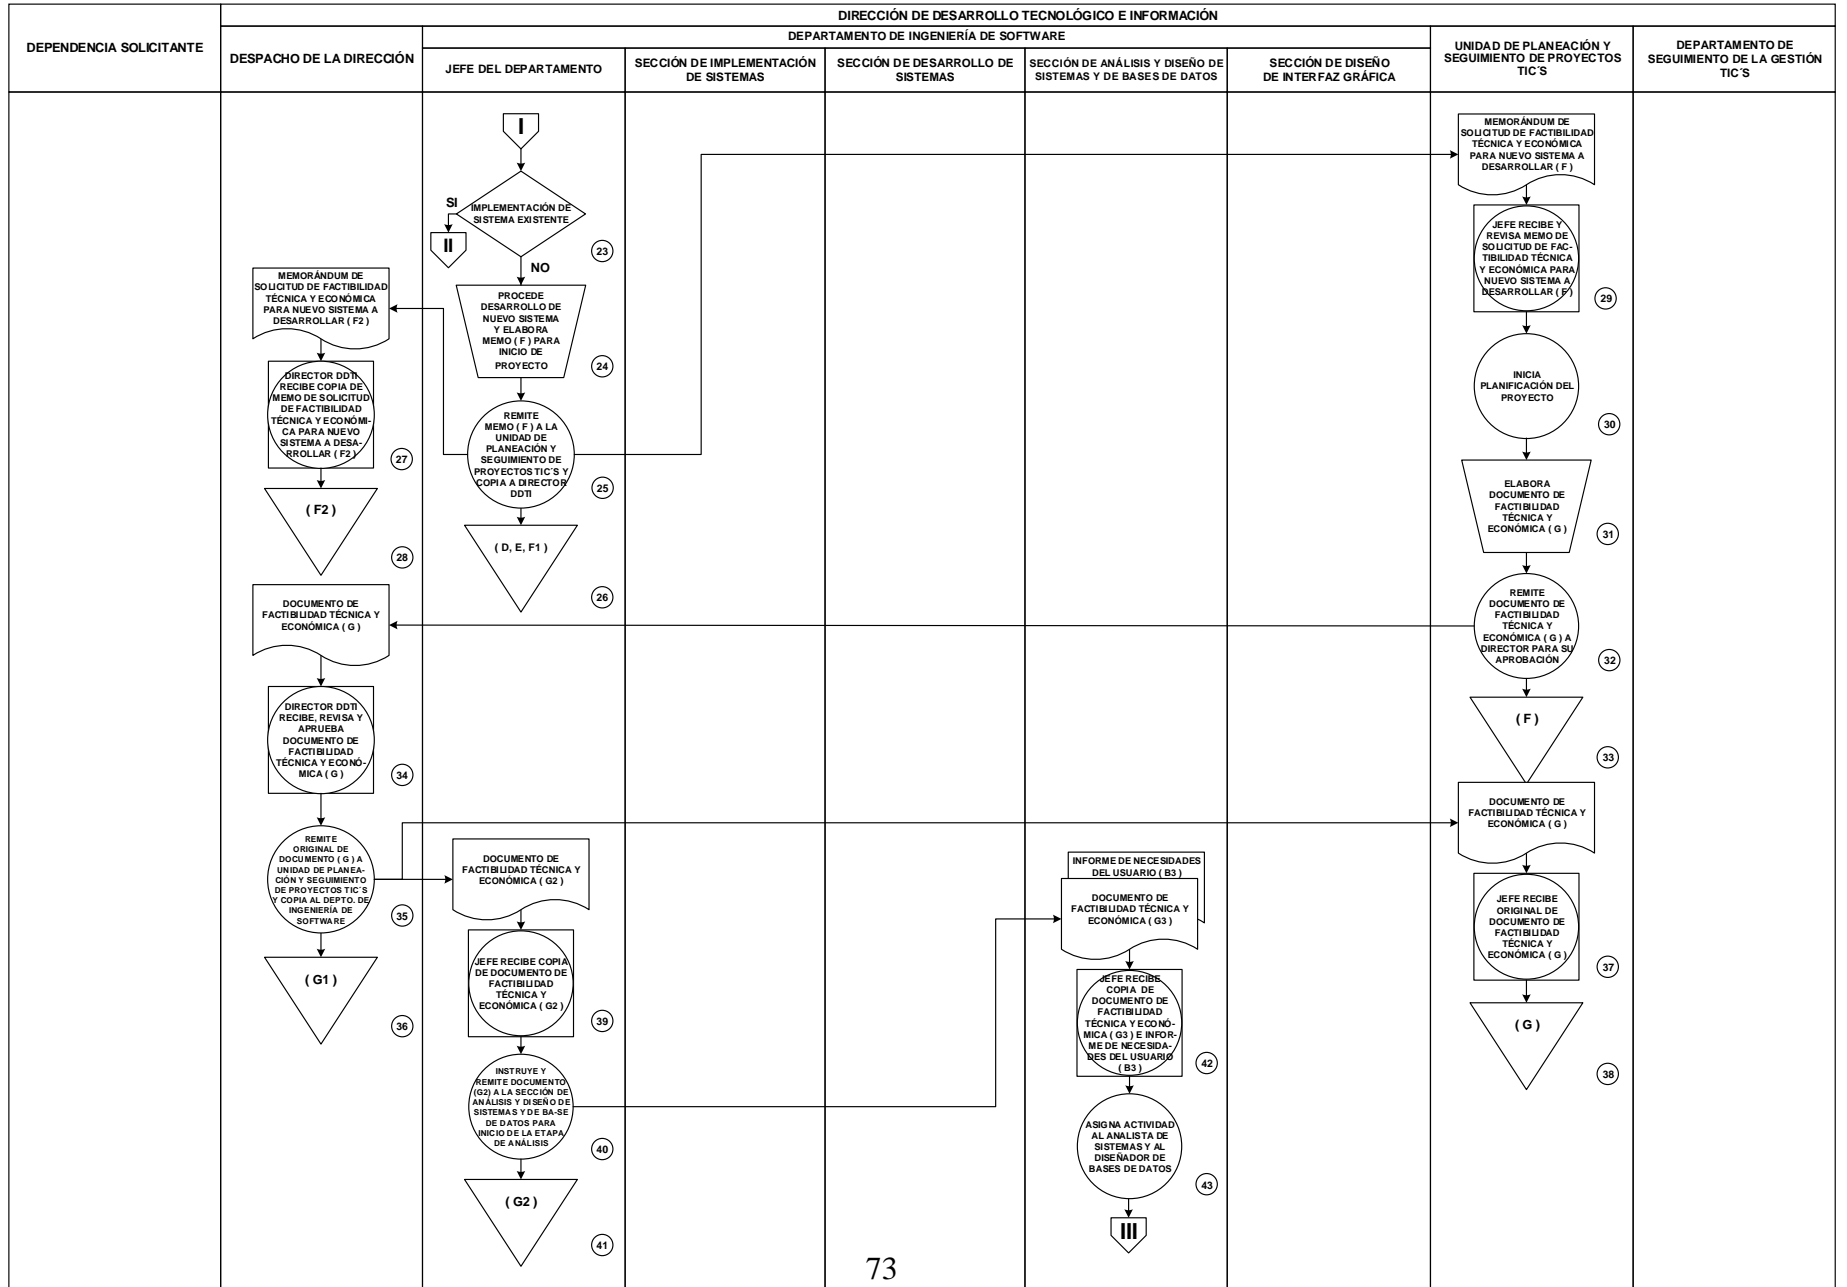 DIRECCIÓN DE DESARROLLO TECNOLÓGICO E INFORMACIÓN
DEPENDENCIA SOLICITANTE
DESPACHO DE LA DIRECCIÓN
DEPARTAMENTO DE INGENIERÍA DE SOFTWARE
JEFE DEL DEPARTAMENTO
SECCIÓN DE IMPLEMENTACIÓN
DE SISTEMAS
SECCIÓN DE DESARROLLO DE
SISTEMAS
SECCIÓN DE ANÁLISIS Y DISEÑO DE
SISTEMAS Y DE BASES DE DATOS
SECCIÓN DE DISEÑO
DE INTERFAZ GRÁFICA
UNIDAD DE PLANEACIÓN Y
SEGUIMIENTO DE PROYECTOS
TIC´S
DEPARTAMENTO DE
SEGUIMIENTO DE LA GESTIÓN
TIC´S
MEMORÁNDUM DE
SOLICITUD DE FACTIBILIDAD
TÉCNICA Y ECONÓMICA
PARA NUEVO SISTEMA A
DESARROLLAR ( F2)
DIRECTOR DDTI
RECIBE COPIA DE
MEMO DE SOLICITUD
DE FACTIBILIDAD
TÉCNICA Y ECONÓMI-
CA PARA NUEVO
SISTEMA A DESA-
RROLLAR ( F2)
27
( F2 )
28
DOCUMENTO DE
FACTIBILIDAD TÉCNICA Y
ECONÓMICA ( G )
DIRECTOR DDTI
RECIBE, REVISA Y
APRUEBA
DOCUMENTO DE
FACTIBILIDAD
TÉCNICA Y ECONÓ-
MICA ( G )
34
REMITE
ORIGINAL DE
DOCUMENTO ( G ) A
UNIDAD DE PLANEA-
CIÓN Y SEGUIMIENTO
DE PROYECTOS TIC´S
Y COPIA AL DEPTO. DE
INGENIERÍA DE
SOFTWARE
35
( G1 )
36
I
IMPLEMENTACIÓN DE
SISTEMA EXISTENTE
SI
II
23
NO
PROCEDE
DESARROLLO DE
NUEVO SISTEMA
Y ELABORA
MEMO ( F ) PARA
INICIO DE
PROYECTO
24
REMITE
MEMO ( F ) A LA
UNIDAD DE
PLANEACIÓN Y
SEGUIMIENTO DE
PROYECTOS TIC´S Y
COPIA A DIRECTOR
DDTI
25
( D, E, F1 )
26
DOCUMENTO DE
FACTIBILIDAD TÉCNICA Y
ECONÓMICA ( G2)
JEFE RECIBE COPIA
DE DOCUMENTO DE
FACTIBILIDAD
TÉCNICA Y
ECONÓMICA ( G2)
39
INSTRUYE Y
REMITE DOCUMENTO
(G2) A LA SECCIÓN DE
ANÁLISIS Y DISEÑO DE
SISTEMAS Y DE BA-SE
DE DATOS PARA
INICIO DE LA ETAPA
DE ANÁLISIS
40
( G2 )
41
INFORME DE NECESIDADES
DEL USUARIO ( B3 )
DOCUMENTO DE
FACTIBILIDAD TÉCNICA Y
ECONÓMICA ( G3 )
JEFE RECIBE
COPIA DE
DOCUMENTO DE
FACTIBILIDAD
TÉCNICA Y ECONÓ-
MICA ( G3 ) E INFOR-
ME DE NECESIDA-
DES DEL USUARIO
( B3 )
42
ASIGNA ACTIVIDAD
AL ANALISTA DE
SISTEMAS Y AL
DISEÑADOR DE
BASES DE DATOS
43
III
MEMORÁNDUM DE
SOLICITUD DE FACTIBILIDAD
TÉCNICA Y ECONÓMICA
PARA NUEVO SISTEMA A
DESARROLLAR ( F )
JEFE RECIBE Y
REVISA MEMO DE
SOLICITUD DE FAC-
TIBILIDAD TÉCNICA
Y ECONÓMICA PARA
NUEVO SISTEMA A
DESARROLLAR ( F )
29
INICIA
PLANIFICACIÓN DEL
PROYECTO
30
ELABORA
DOCUMENTO DE
FACTIBILIDAD
TÉCNICA Y
ECONÓMICA ( G )
31
REMITE
DOCUMENTO DE
FACTIBILIDAD
TÉCNICA Y
ECONÓMICA ( G ) A
DIRECTOR PARA SU
APROBACIÓN
32
( F )
33
DOCUMENTO DE
FACTIBILIDAD TÉCNICA Y
ECONÓMICA ( G )
JEFE RECIBE
ORIGINAL DE
DOCUMENTO DE
FACTIBILIDAD
TÉCNICA Y
ECONÓMICA ( G )
37
( G )
38
73